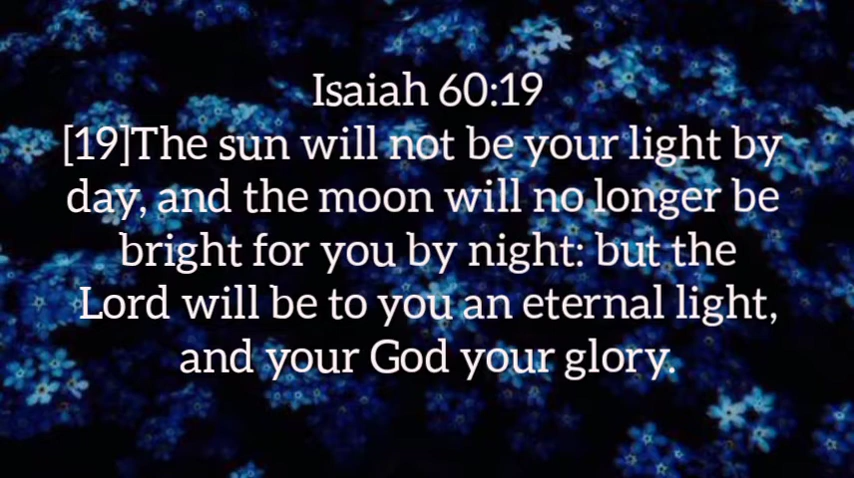 Isaiah 60:19
[19]The sun will not be your light by
day, and the moon will no longer be
bright for you by night: but the
Lord will be to you an eternal light,
and your God your glory.